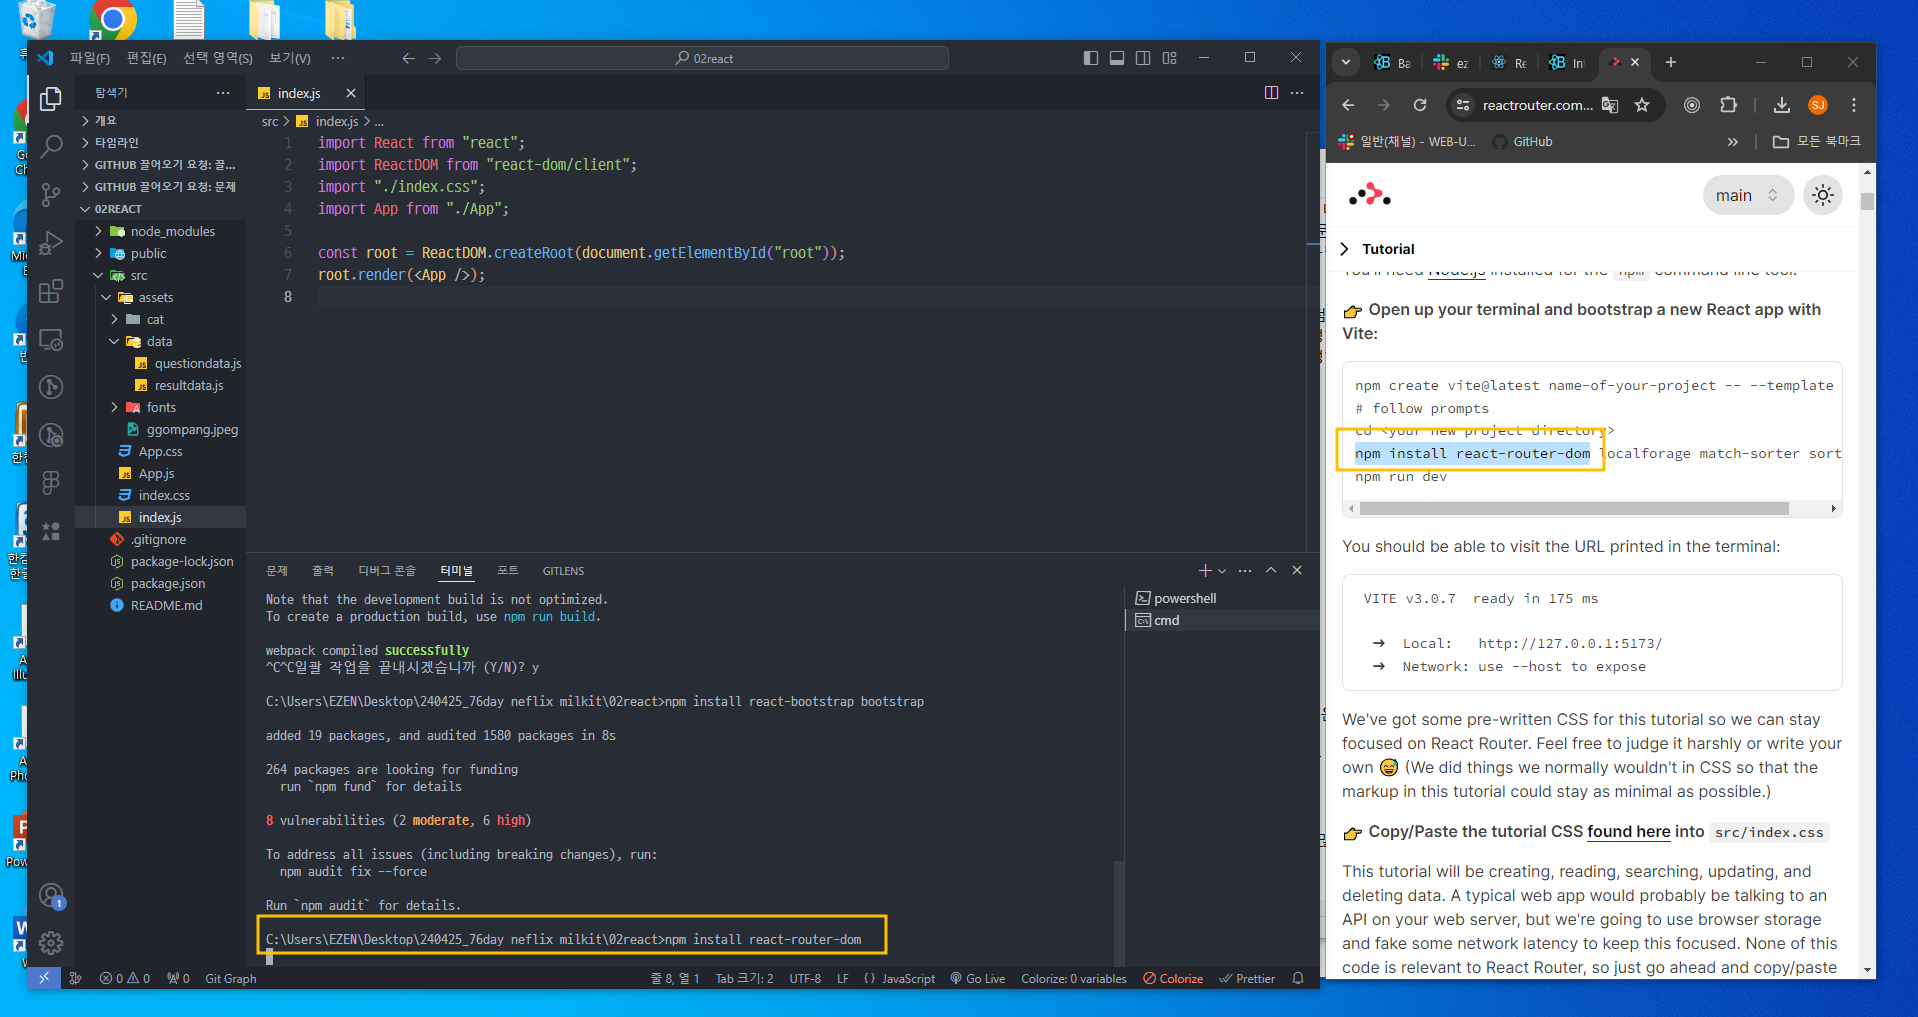 파일(F) 편집(E) 선택 영역(S) 보기(V) ···
02react
탐색기
개요
타임라인
GITHUB 끌어오기 요청: 끌...
GITHUB 끌어오기 요청: 문제
02REACT
node_modules
public
src
assets
cat
data
questiondata.js
resultdata.js
fonts
ggompang.jpeg
App.css
App.js
index.css
index.js
.gitignore
package-lock.json
package.json
README.md
index.js
src > index.js > ...
1 import React from "react";
2 import ReactDOM from "react-dom/client";
3 import "./index.css";
4 import App from "./App";
5
6 const root = ReactDOM.createRoot(document.getElementById("root"));
7 root.render(<App />);
8
문제 출력 디버그 콘솔 터미널 포트 GITLENS
powershell
cmd
Note that the development build is not optimized.
To create a production build, use npm run build.
webpack compiled successfully
^C^C일괄 작업을 끝내시겠습니까 (Y/N)? y
C:\Users\EZEN\Desktop\240425_76day neflix milkit\02react>npm install react-bootstrap bootstrap
added 19 packages, and audited 1580 packages in 8s
264 packages are looking for funding
run `npm fund` for details
8 vulnerabilities (2 moderate, 6 high)
To address all issues (including breaking changes), run:
npm audit fix --force
Run `npm audit` for details.
C:\Users\EZEN\Desktop\240425_76day neflix milkit\02react>npm install react-router-dom
0 0 0 Git Graph 줄 8, 열 1 Tab 크기: 2 UTF-8 LF {} JavaScript Go Live Colorize: 0 variables Colorize Prettier
1
Ba ez Re In
reactrouter.com... SJ
일반(채널) - WEB-U... GitHub » 모든 북마크
main
Tutorial
You'll need Node.js installed for the npm command line tool.
👉 Open up your terminal and bootstrap a new React app with
Vite:
npm create vite@latest name-of-your-project -- --template
# follow prompts
cd <your new project directory>
npm install react-router-dom localforage match-sorter sort
npm run dev
You should be able to visit the URL printed in the terminal:
VITE v3.0.7 ready in 175 ms
➜ Local: http://127.0.0.1:5173/
➜ Network: use --host to expose
We've got some pre-written CSS for this tutorial so we can stay
focused on React Router. Feel free to judge it harshly or write your
own 😅 (We did things we normally wouldn't in CSS so that the
markup in this tutorial could stay as minimal as possible.)
👉 Copy/Paste the tutorial CSS found here into src/index.css
This tutorial will be creating, reading, searching, updating, and
deleting data. A typical web app would probably be talking to an
API on your web server, but we're going to use browser storage
and fake some network latency to keep this focused. None of this
code is relevant to React Router, so just go ahead and copy/paste